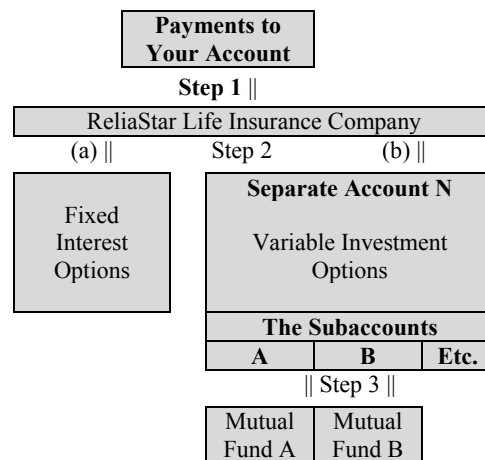 Payments to
Your Account
Step 1 ||
ReliaStar Life Insurance Company
(a) || Step 2 (b) ||
Fixed
Interest
Options
Separate Account N
Variable Investment
Options
The Subaccounts
A B Etc.
|| Step 3 ||
Mutual
Fund A
Mutual
Fund B